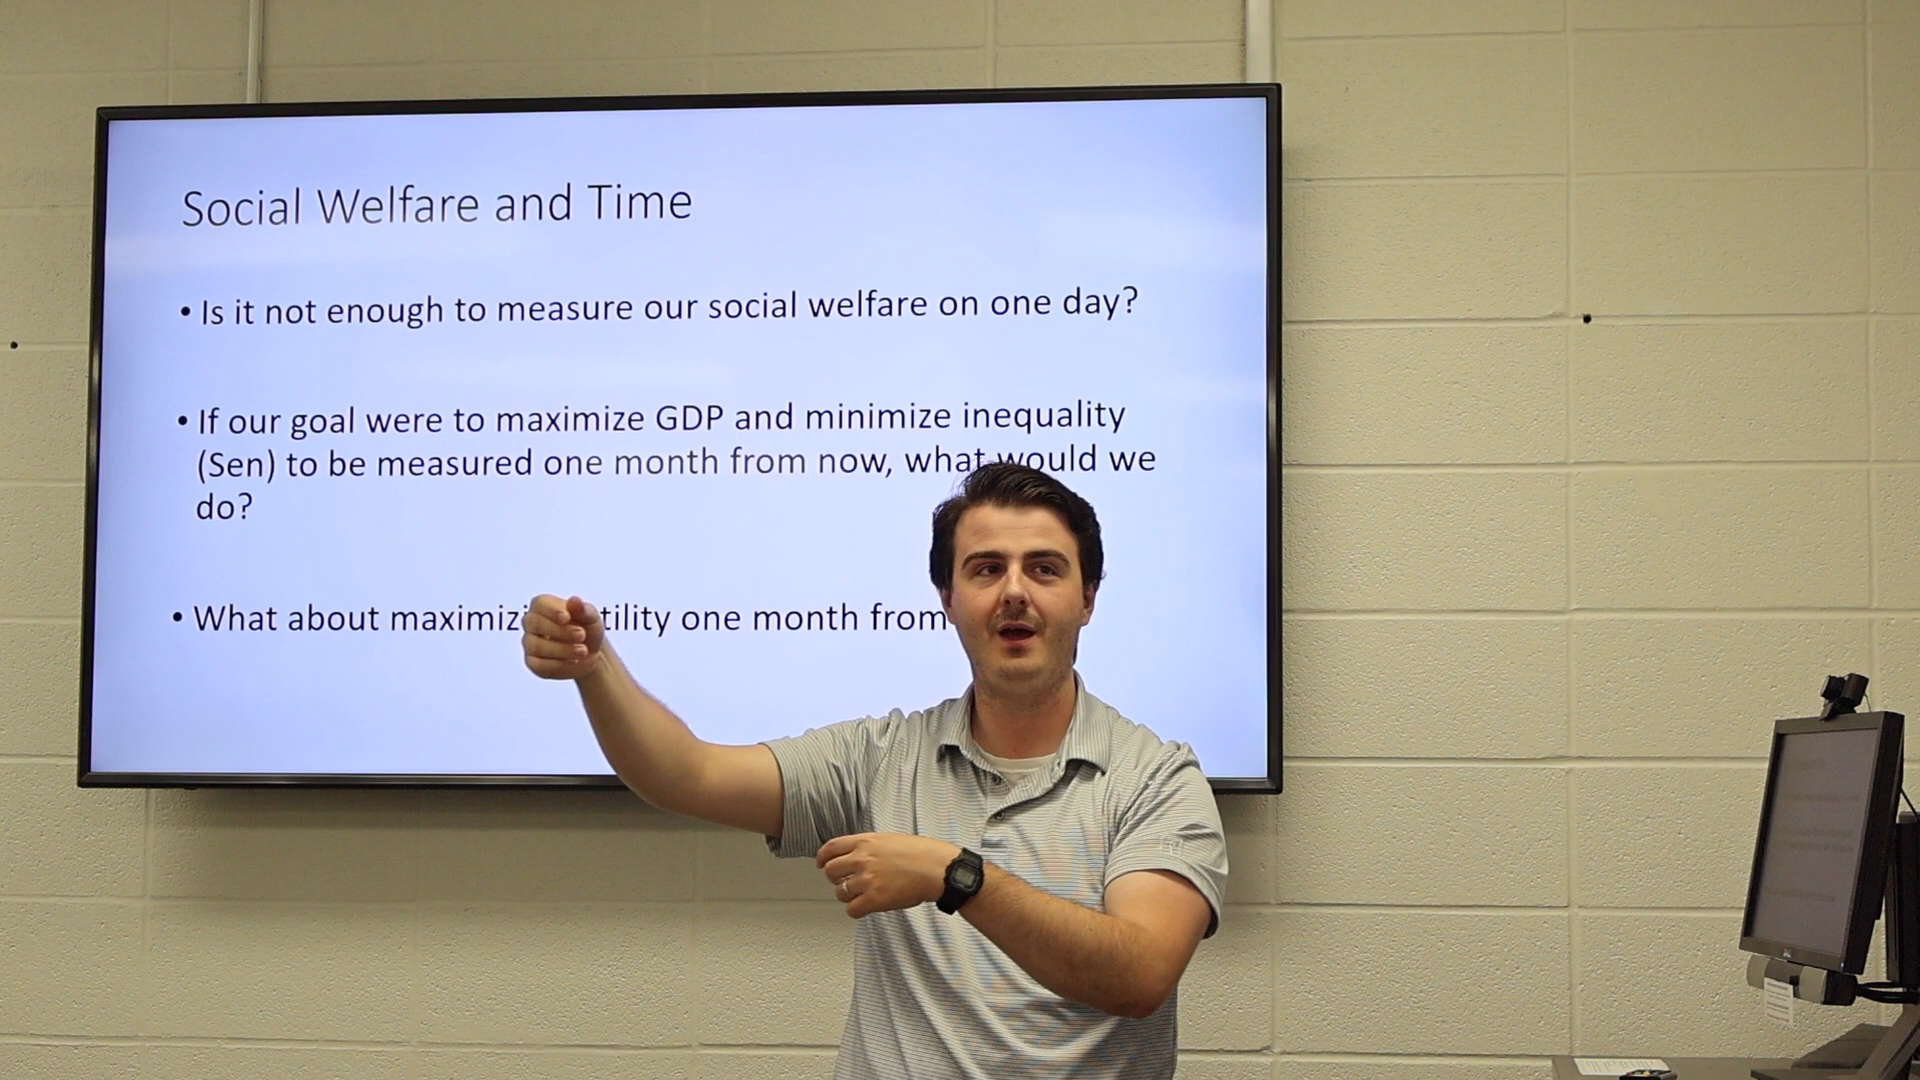 Social Welfare and Time
• Is it not enough to measure our social welfare on one day?
• If our goal were to maximize GDP and minimize inequality
(Sen) to be measured one month from now, what would we
do?
• What about one month from